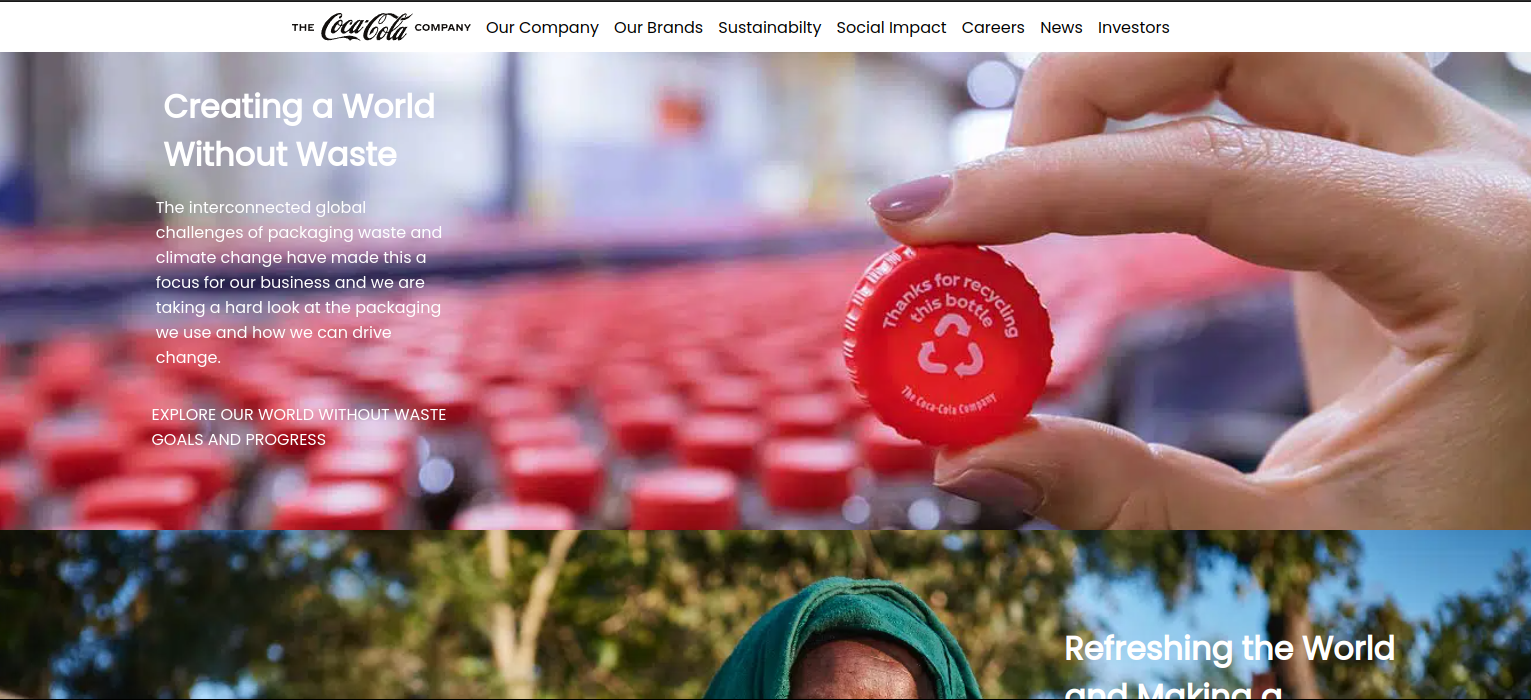 THE Coca-Cola COMPANY Our Company Our Brands Sustainabilty Social Impact Careers News Investors
Creating a World
Without Waste
The interconnected global
challenges of packaging waste and
climate change have made this a
focus for our business and we are
taking a hard look at the packaging
we use and how we can drive
change.
EXPLORE OUR WORLD WITHOUT WASTE
GOALS AND PROGRESS
Thanks for recycling
this bottle
The Coca-Cola Company
Refreshing the World
and Making a